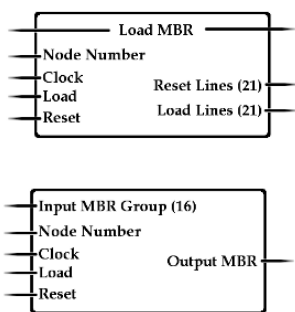 Load MBR
Node Number
Clock
Load
Reset
Reset Lines (21)
Load Lines (21)
Input MBR Group (16)
Node Number
Clock
Load
Reset
Output MBR